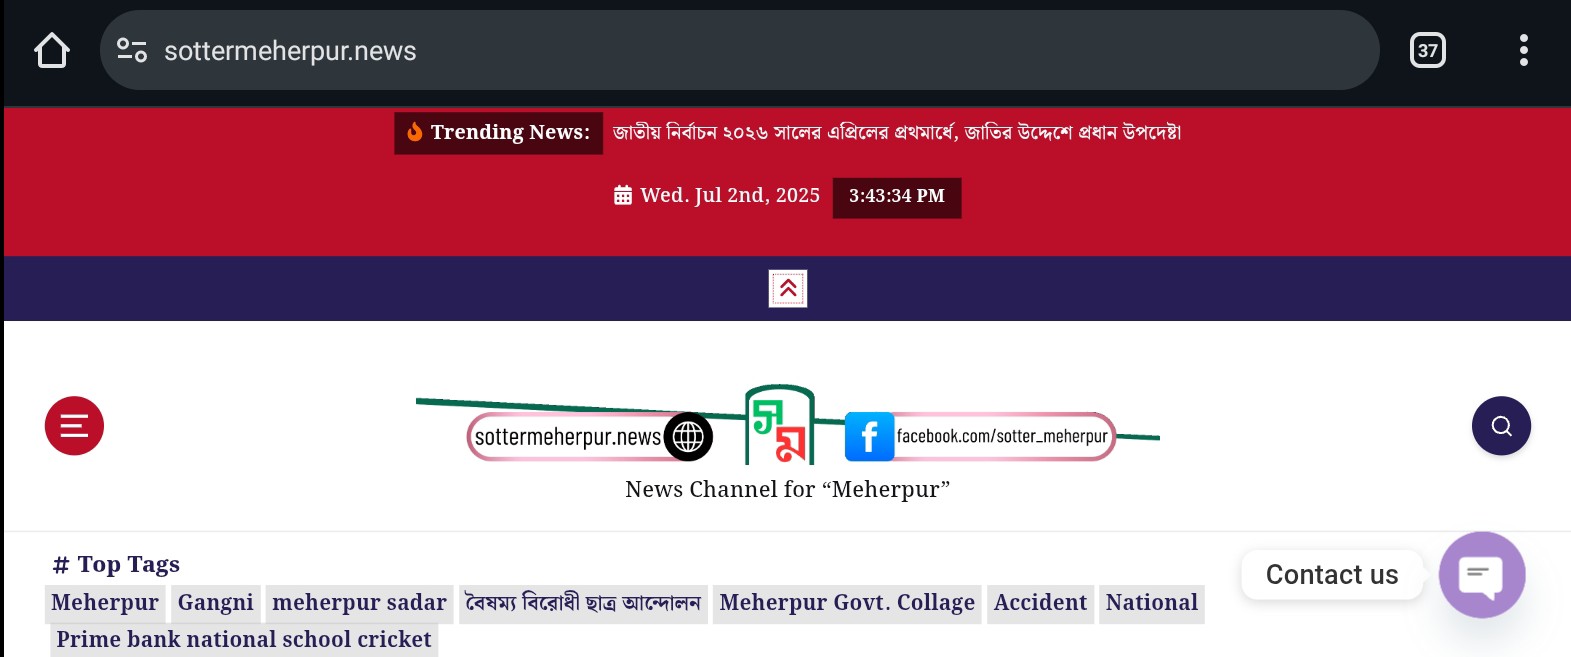 sottermeherpur.news
37
Trending News: জাতীয় নির্বাচন ২০২৬ সালের এপ্রিলের প্রথমার্ধে, জাতির উদ্দেশে প্রধান উপদেষ্টা
Wed. Jul 2nd, 2025 3:43:34 PM
sottermeherpur.news স ম f facebook.com/sotter_meherpur
News Channel for “Meherpur”
# Top Tags
Contact us
Meherpur Gangni meherpur sadar বৈষম্য বিরোধী ছাত্র আন্দোলন Meherpur Govt. Collage Accident National
Prime bank national school cricket